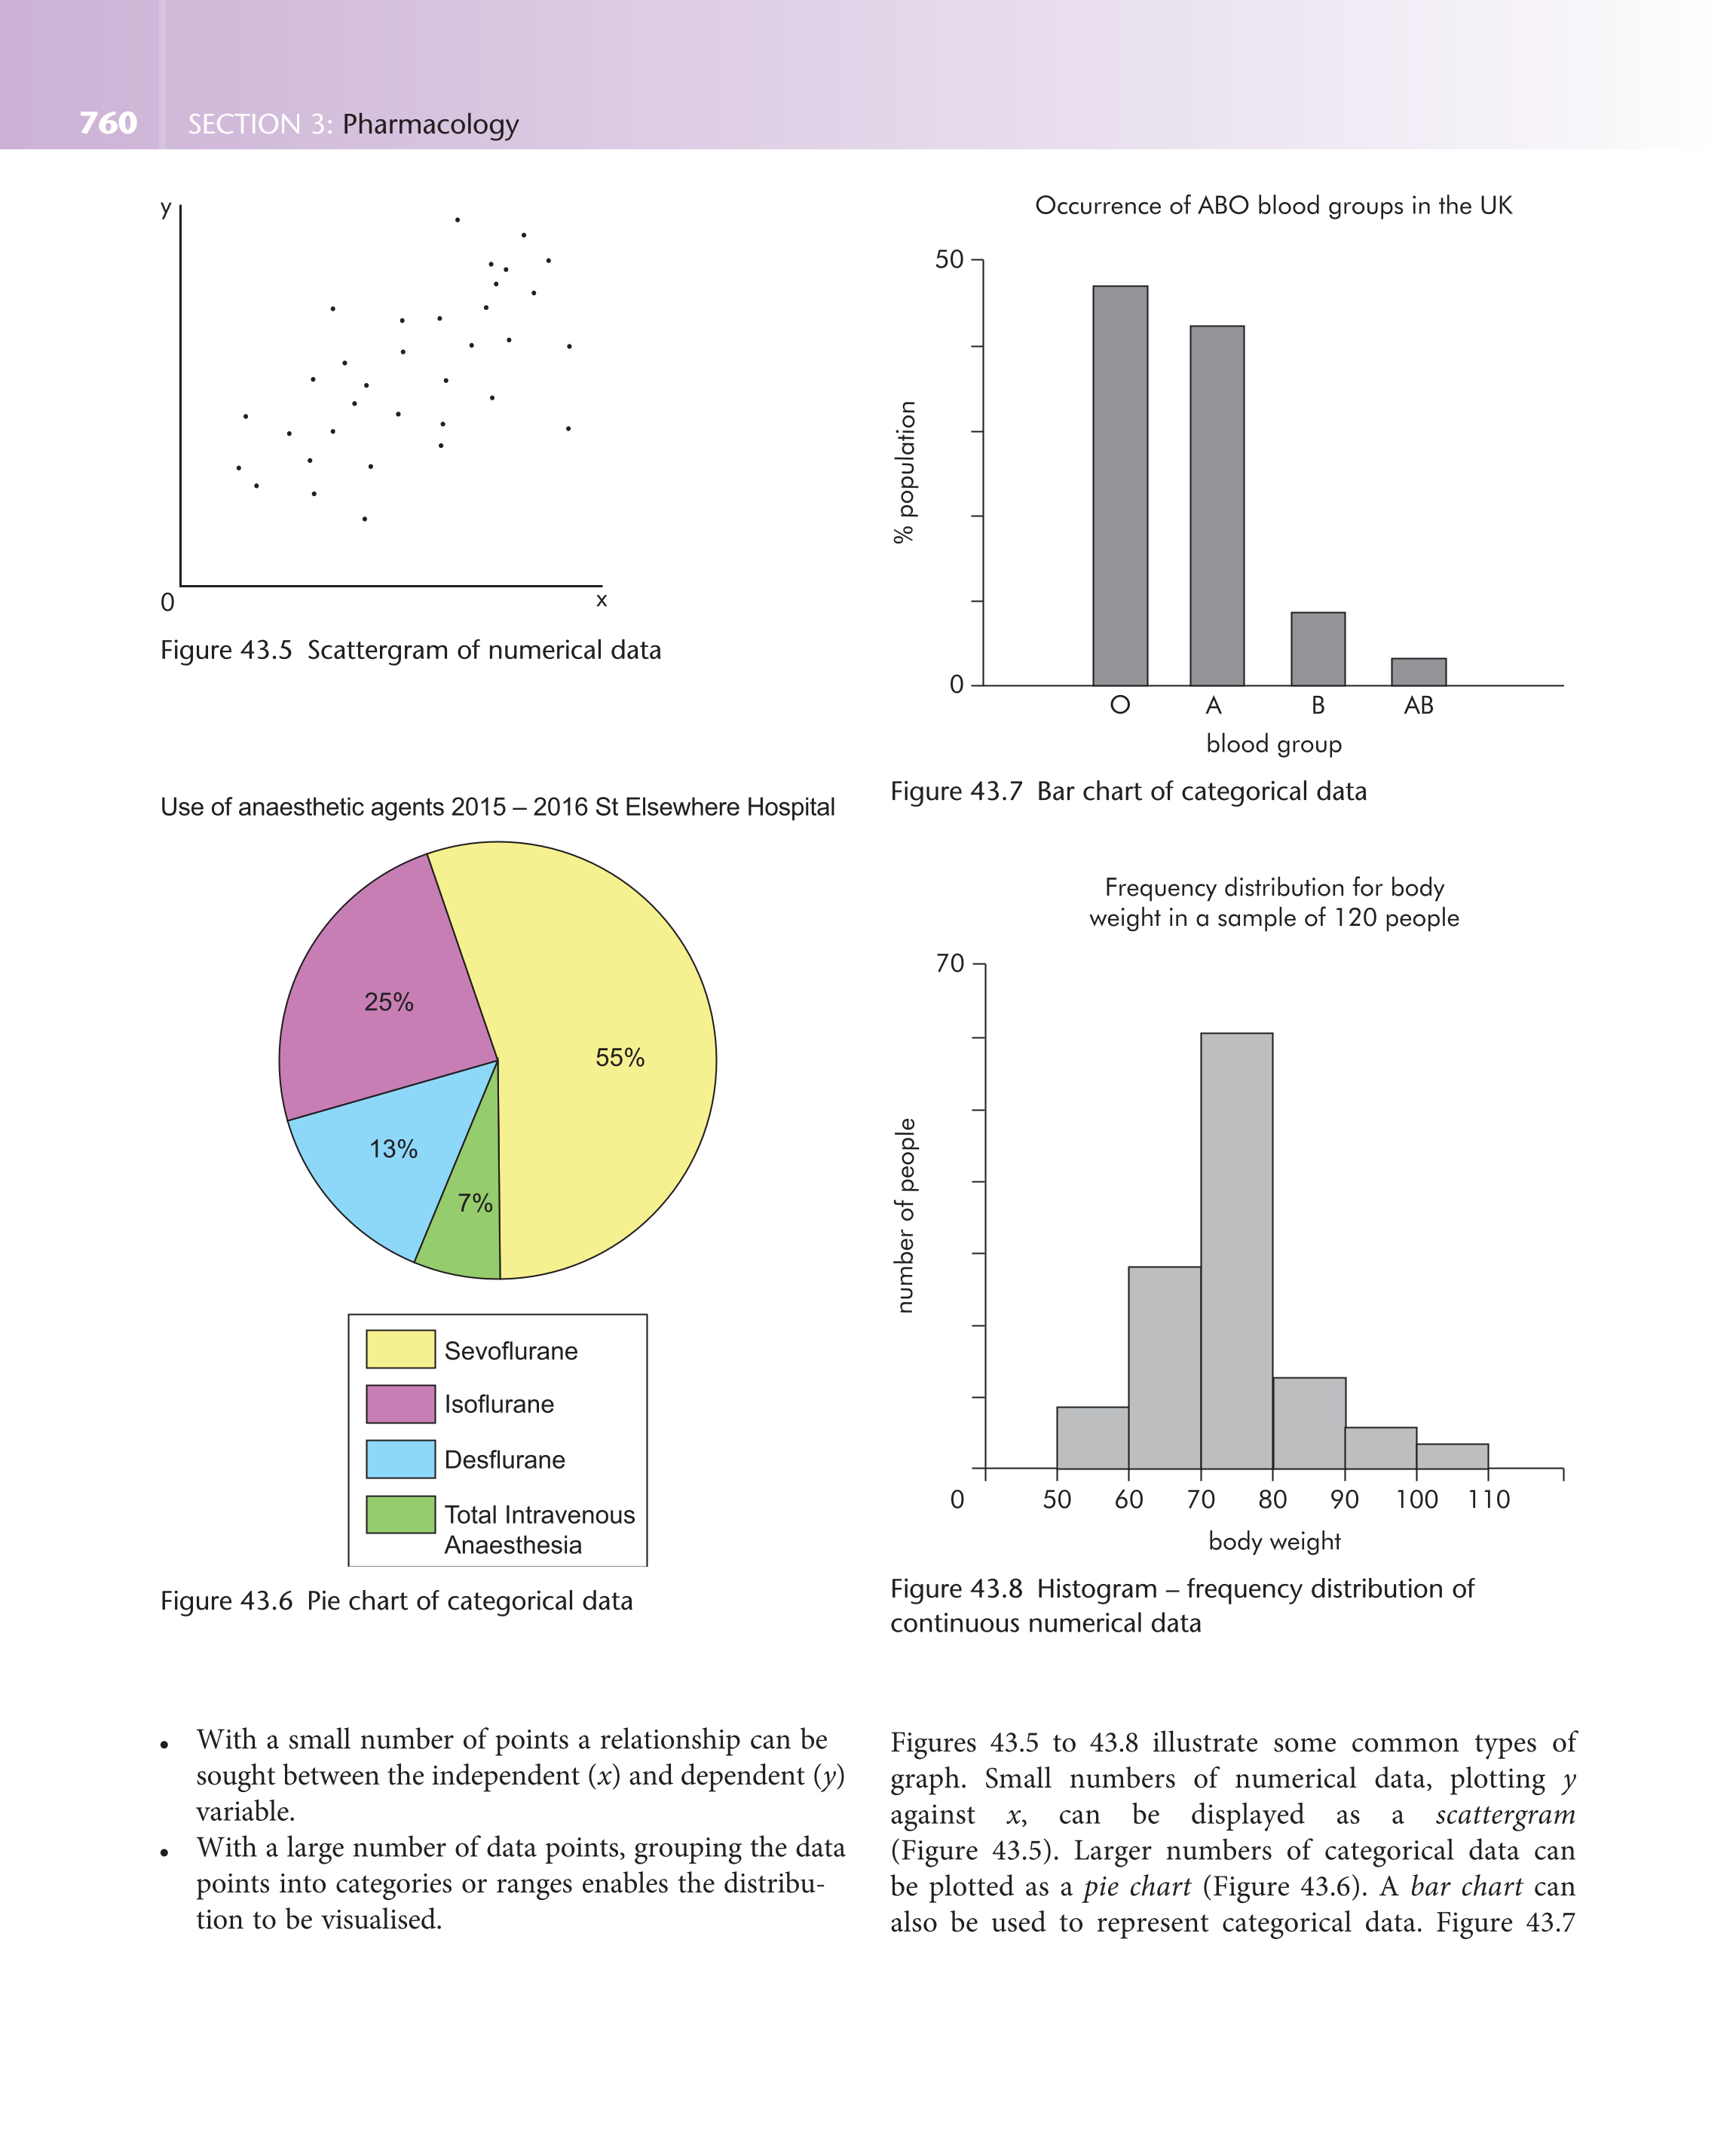 760 SECTION 3: Pharmacology
y
0
x
Figure 43.5 Scattergram of numerical data
Use of anaesthetic agents 2015 – 2016 St Elsewhere Hospital
25%
55%
13%
7%
Sevoflurane
Isoflurane
Desflurane
Total Intravenous
Anaesthesia
Figure 43.6 Pie chart of categorical data
Occurrence of ABO blood groups in the UK
50
% population
0
O A B AB
blood group
Figure 43.7 Bar chart of categorical data
Frequency distribution for body
weight in a sample of 120 people
70
number of people
0 50 60 70 80 90 100 110
body weight
Figure 43.8 Histogram – frequency distribution of
continuous numerical data
• With a small number of points a relationship can be
sought between the independent (x) and dependent (y)
variable.
• With a large number of data points, grouping the data
points into categories or ranges enables the distribu-
tion to be visualised.
Figures 43.5 to 43.8 illustrate some common types of
graph. Small numbers of numerical data, plotting y
against x, can be displayed as a scattergram
(Figure 43.5). Larger numbers of categorical data can
be plotted as a pie chart (Figure 43.6). A bar chart can
also be used to represent categorical data. Figure 43.7